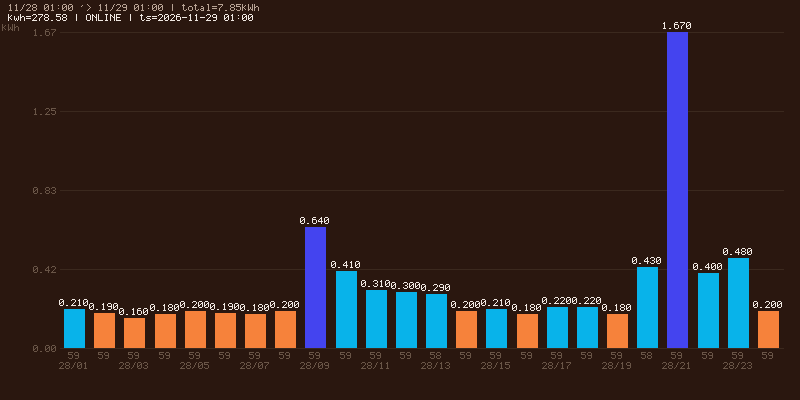 11/28 01:00 -> 11/29 01:00 | total=7.85KWh
Kwh=278.58 | ONLINE | ts=2026-11-29 01:00
KWh
1.67
1.25
0.83
0.42
0.00
0.210 0.190 0.160 0.180 0.200 0.190 0.180 0.200 0.640 0.410 0.310 0.300 0.290 0.200 0.210 0.180 0.220 0.220 0.180 0.430 1.670 0.400 0.480 0.200
59 59 59 59 59 59 59 59 59 59 59 59 58 59 59 59 59 59 59 58 59 59 59 59
28/01 28/03 28/05 28/07 28/09 28/11 28/13 28/15 28/17 28/19 28/21 28/23